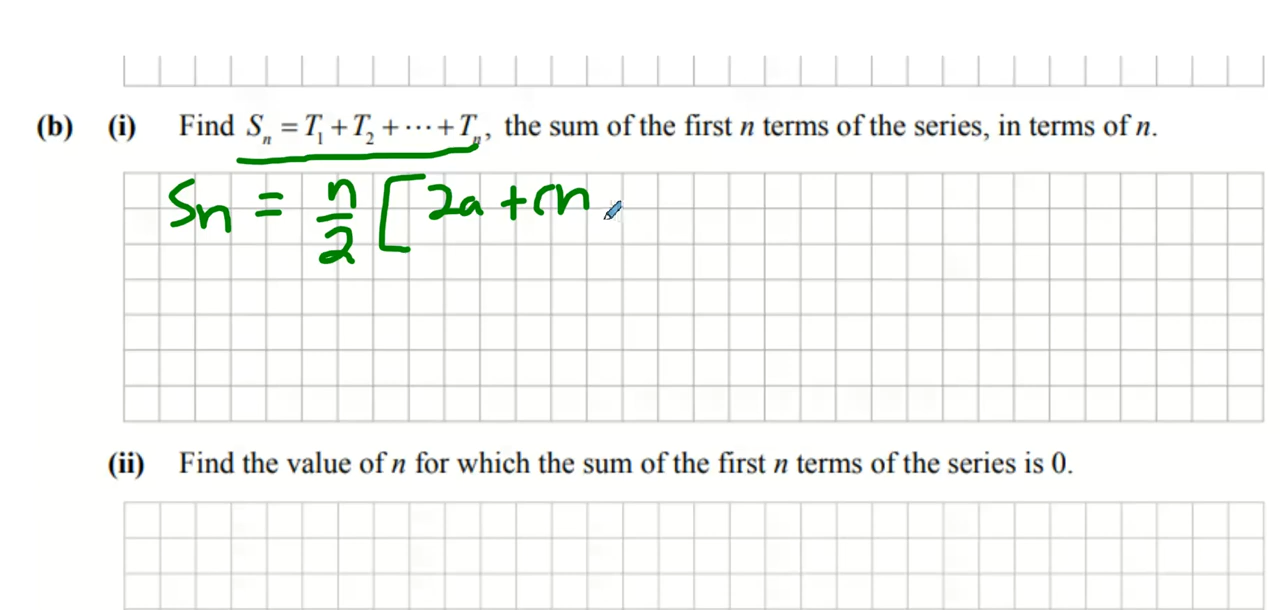 (b) (i) Find Sₙ = T₁ + T₂ + ⋯ + Tₙ, the sum of the first n terms of the series, in terms of n.
Sn = n/2 [2a + (n
(ii) Find the value of n for which the sum of the first n terms of the series is 0.